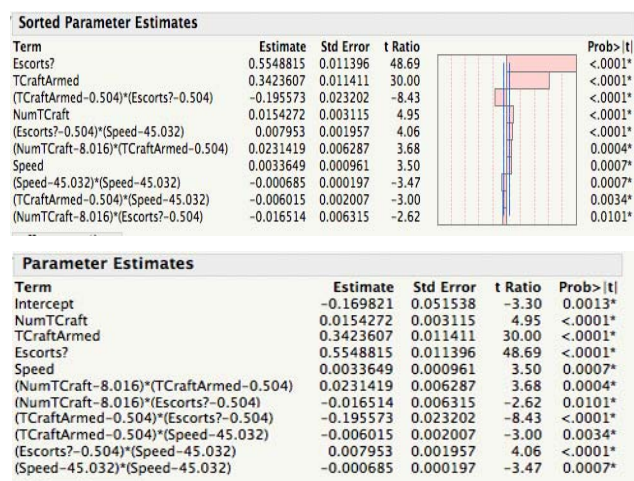 Sorted Parameter Estimates
Term Estimate Std Error t Ratio Prob>|t|
Escorts? 0.5548815 0.011396 48.69 <.0001*
TCraftArmed 0.3423607 0.011411 30.00 <.0001*
(TCraftArmed-0.504)*(Escorts?-0.504) -0.195573 0.023202 -8.43 <.0001*
NumTCraft 0.0154272 0.003115 4.95 <.0001*
(Escorts?-0.504)*(Speed-45.032) 0.007953 0.001957 4.06 <.0001*
(NumTCraft-8.016)*(TCraftArmed-0.504) 0.0231419 0.006287 3.68 0.0004*
Speed 0.0033649 0.000961 3.50 0.0007*
(Speed-45.032)*(Speed-45.032) -0.000685 0.000197 -3.47 0.0007*
(TCraftArmed-0.504)*(Speed-45.032) -0.006015 0.002007 -3.00 0.0034*
(NumTCraft-8.016)*(Escorts?-0.504) -0.016514 0.006315 -2.62 0.0101*
Parameter Estimates
Term Estimate Std Error t Ratio Prob>|t|
Intercept -0.169821 0.051538 -3.30 0.0013*
NumTCraft 0.0154272 0.003115 4.95 <.0001*
TCraftArmed 0.3423607 0.011411 30.00 <.0001*
Escorts? 0.5548815 0.011396 48.69 <.0001*
Speed 0.0033649 0.000961 3.50 0.0007*
(NumTCraft-8.016)*(TCraftArmed-0.504) 0.0231419 0.006287 3.68 0.0004*
(NumTCraft-8.016)*(Escorts?-0.504) -0.016514 0.006315 -2.62 0.0101*
(TCraftArmed-0.504)*(Escorts?-0.504) -0.195573 0.023202 -8.43 <.0001*
(TCraftArmed-0.504)*(Speed-45.032) -0.006015 0.002007 -3.00 0.0034*
(Escorts?-0.504)*(Speed-45.032) 0.007953 0.001957 4.06 <.0001*
(Speed-45.032)*(Speed-45.032) -0.000685 0.000197 -3.47 0.0007*